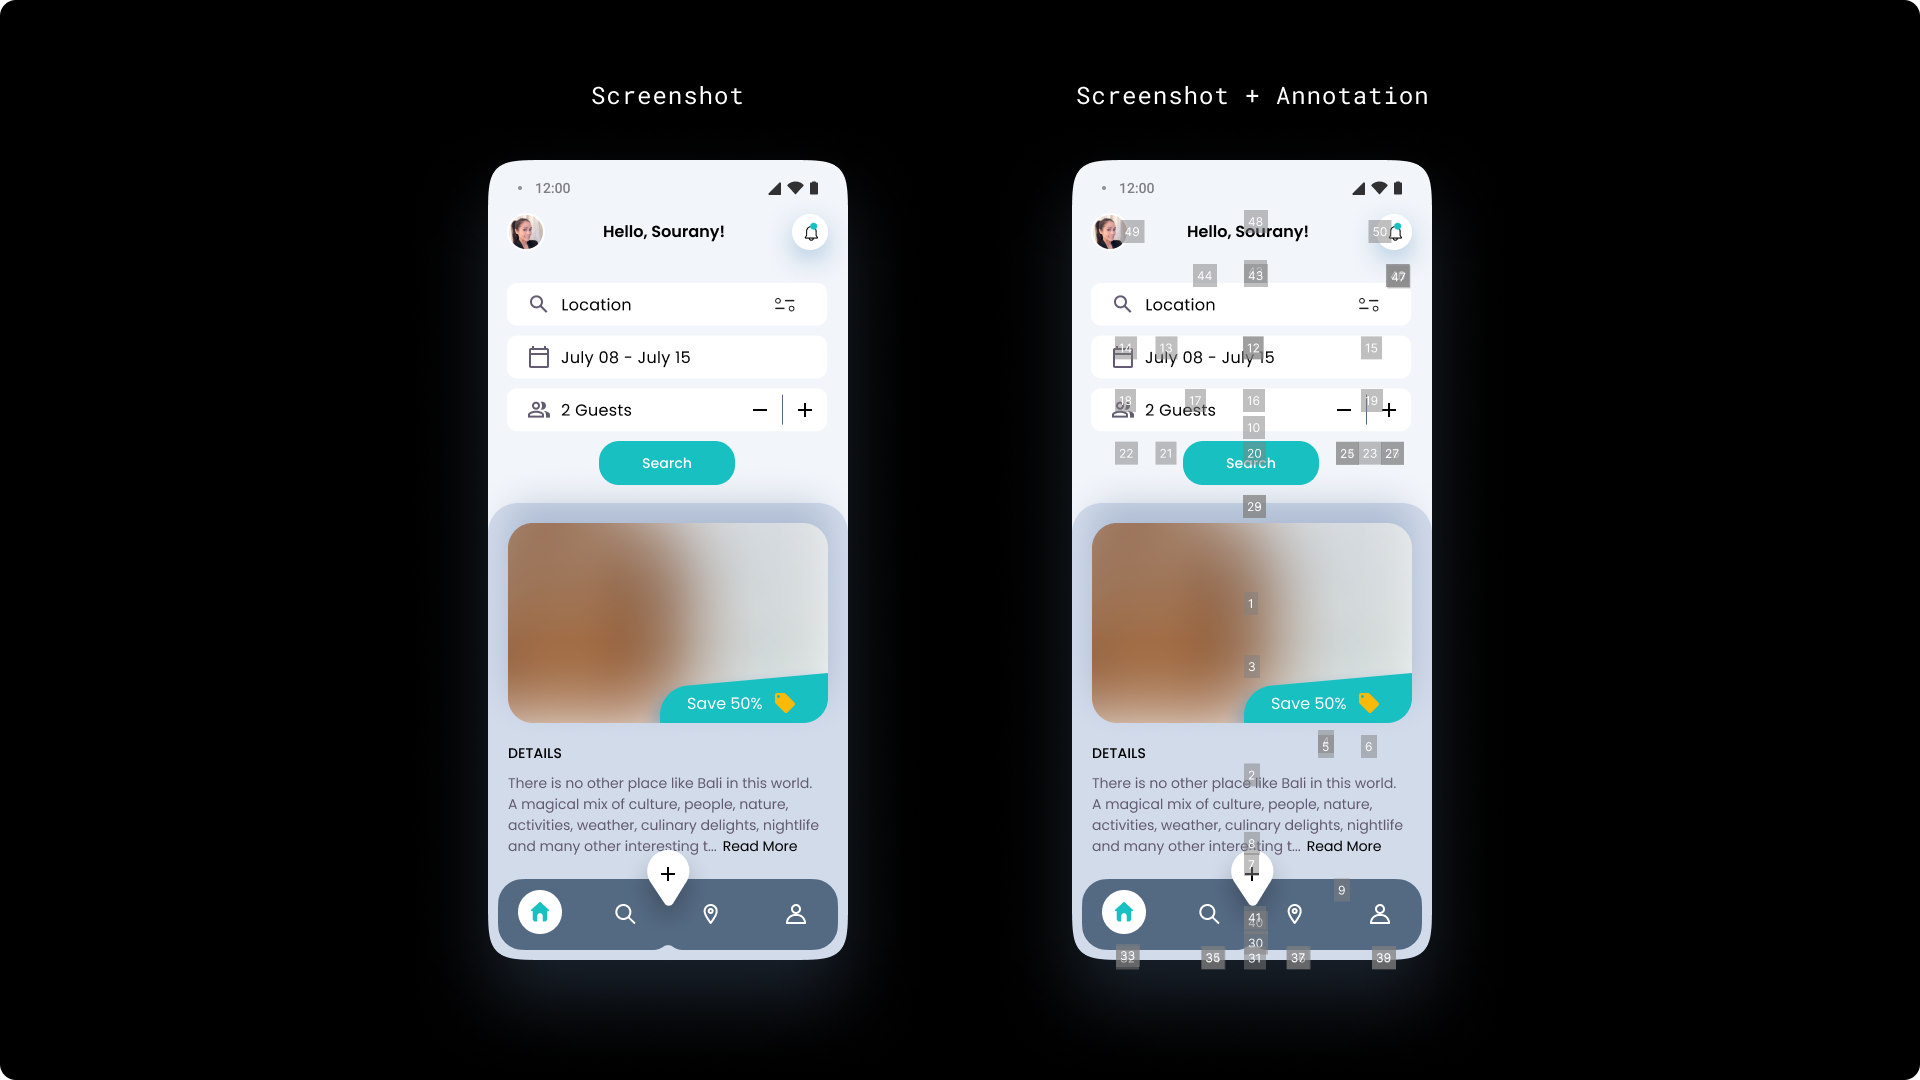 Screenshot
12:00
Hello, Sourany!
Location
July 08 - July 15
2 Guests
Search
Save 50%
DETAILS
There is no other place like Bali in this world.
A magical mix of culture, people, nature,
activities, weather, culinary delights, nightlife
and many other interesting t... Read More
Screenshot + Annotation
12:00
48
49 Hello, Sourany! 50
44 43 47
Location
14 13 12 15
July 08 - July 15
18 17 16 19
2 Guests
10
22 21 20 25 23 27
Search
29
1
3
Save 50%
5 6
DETAILS
2
There is no other place like Bali in this world.
A magical mix of culture, people, nature,
activities, weather, culinary delights, nightlife
8
and many other interesting t... Read More
7
9
41
40
30
33 35 31 37 39